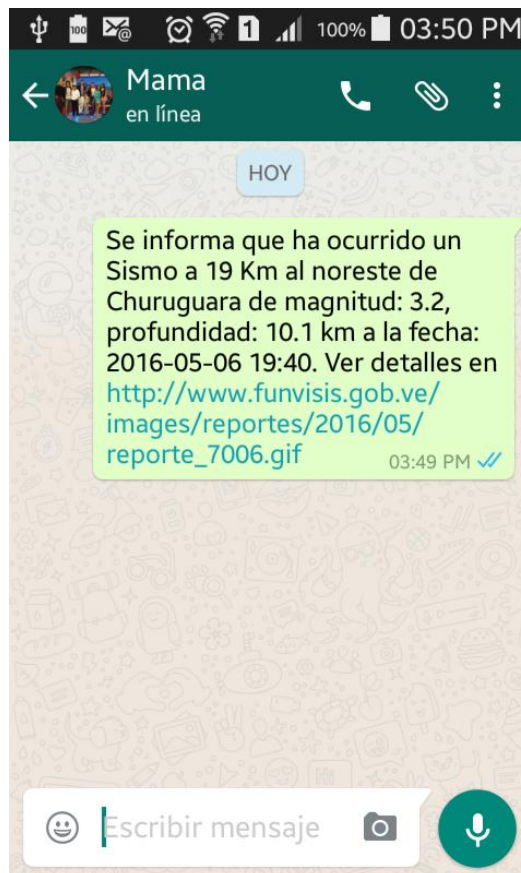 100 1 100% 03:50 PM
Mama
en línea
HOY
Se informa que ha ocurrido un
Sismo a 19 Km al noreste de
Churuguara de magnitud: 3.2,
profundidad: 10.1 km a la fecha:
2016-05-06 19:40. Ver detalles en
http://www.funvisis.gob.ve/
images/reportes/2016/05/
reporte_7006.gif
03:49 PM
Escribir mensaje